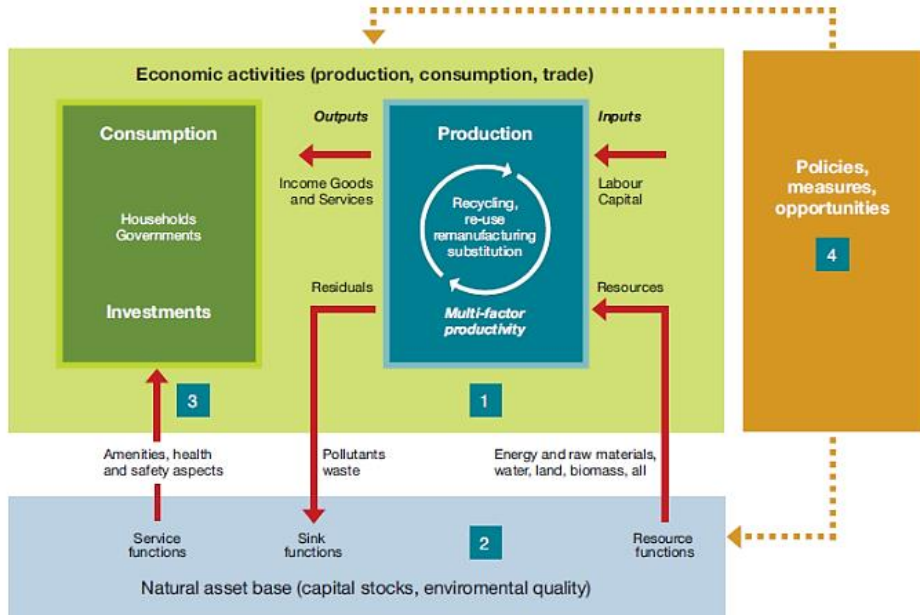 Economic activities (production, consumption, trade)
Consumption
Households
Governments
Investments
3
Outputs
Income Goods
and Services
Residuals
Production
Recycling,
re-use
remanufacturing
substitution
Multi-factor
productivity
1
Inputs
Labour
Capital
Resources
Policies,
measures,
opportunities
4
Amenities, health
and safety aspects
Pollutants
waste
Energy and raw materials,
water, land, biomass, all
Service
functions
Sink
functions
2
Resource
functions
Natural asset base (capital stocks, enviromental quality)